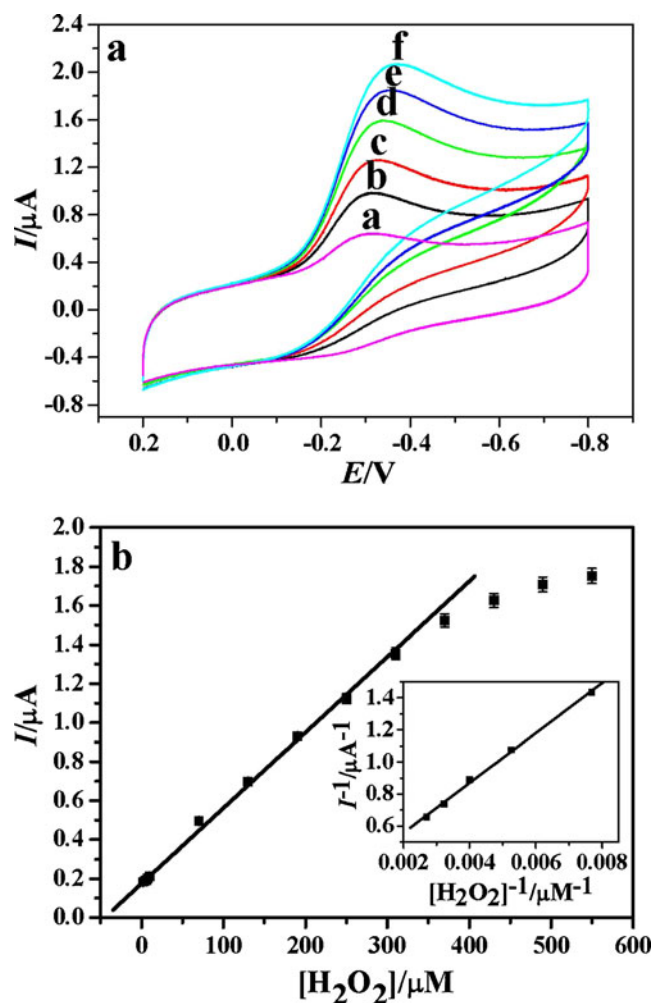 a
2.4
2.0
1.6
1.2
0.8
0.4
0.0
-0.4
-0.8
I/μA
f
e
d
c
b
a
0.2 0.0 -0.2 -0.4 -0.6 -0.8
E/V
b
2.0
1.8
1.6
1.4
1.2
1.0
0.8
0.6
0.4
0.2
0.0
I/μA
1.4
1.2
1.0
0.8
0.6
I⁻¹/μA⁻¹
0.002 0.004 0.006 0.008
[H₂O₂]⁻¹/μM⁻¹
0 100 200 300 400 500 600
[H₂O₂]/μM